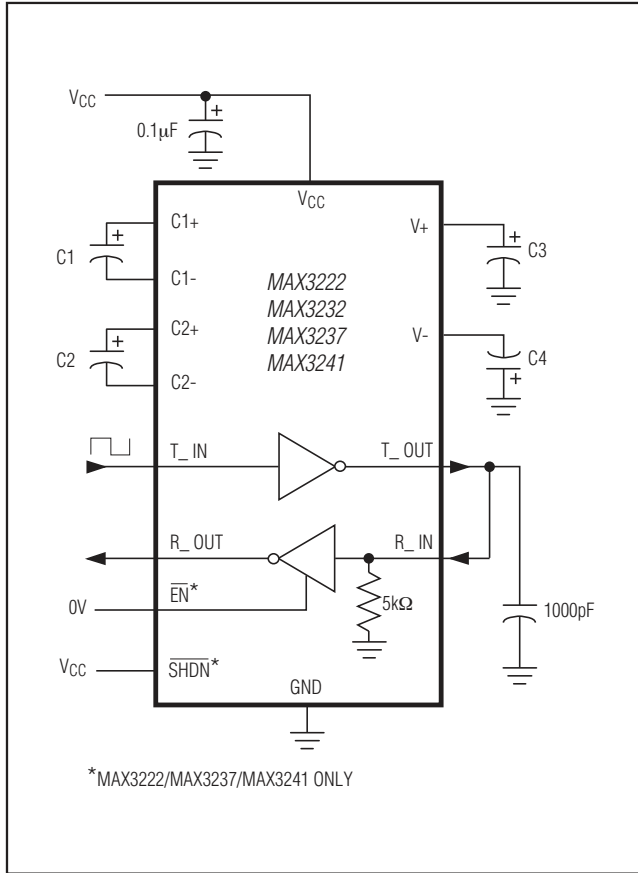 VCC
+
0.1µF
VCC
C1+
V+
+
C1
+
C3
C1-
MAX3222
C2+
MAX3232
+
MAX3237
V-
C2
MAX3241
C4
C2-
+
T_ IN
T_ OUT
R_ OUT
R_ IN
EN*
0V
5kΩ
1000pF
VCC
SHDN*
GND
*MAX3222/MAX3237/MAX3241 ONLY